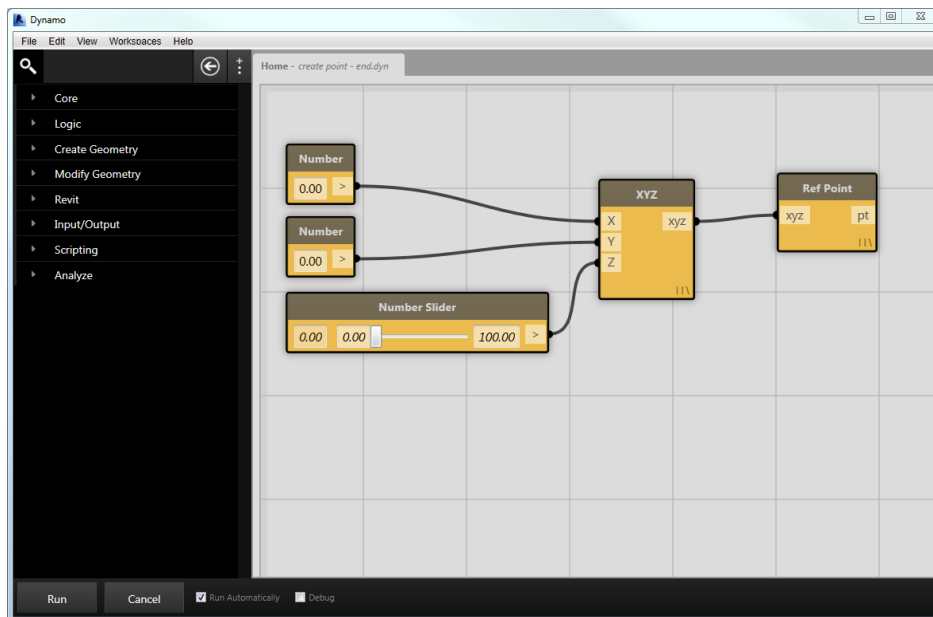 Dynamo
File Edit View Workspaces Help
Home - create point - end.dyn
Core
Logic
Create Geometry
Modify Geometry
Revit
Input/Output
Scripting
Analyze
Number
0.00 >
Number
0.00 >
Number Slider
0.00 0.00 100.00 >
XYZ
X xyz
Y
Z
Ref Point
xyz pt
Run Cancel Run Automatically Debug